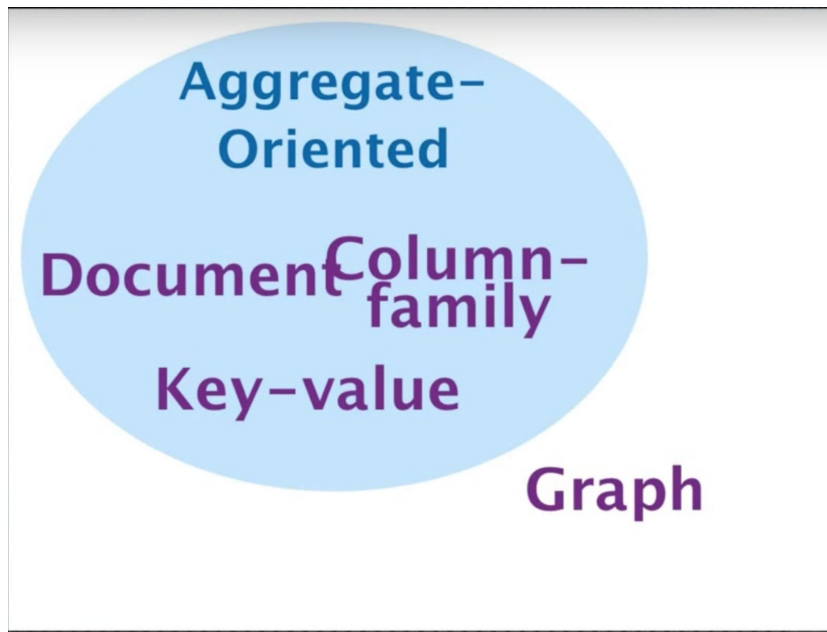 Aggregate-
Oriented
Document
Column-
family
Key-value
Graph